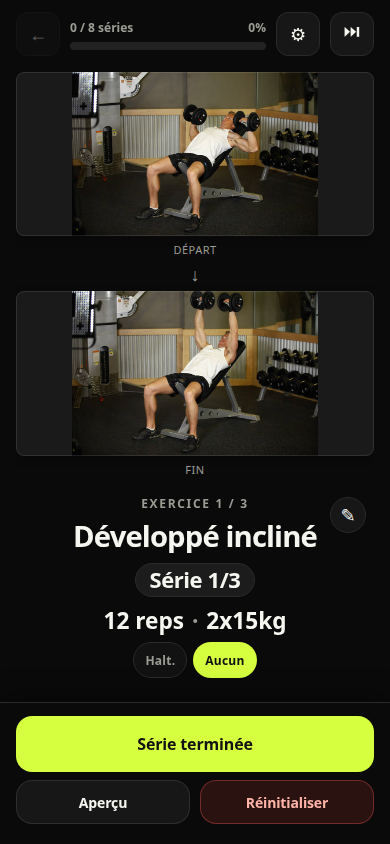 ←
0 / 8 séries
0%
DÉPART
↓
FIN
EXERCICE 1 / 3
Développé incliné
Série 1/3
12 reps · 2x15kg
Halt.
Aucun
Série terminée
Aperçu
Réinitialiser